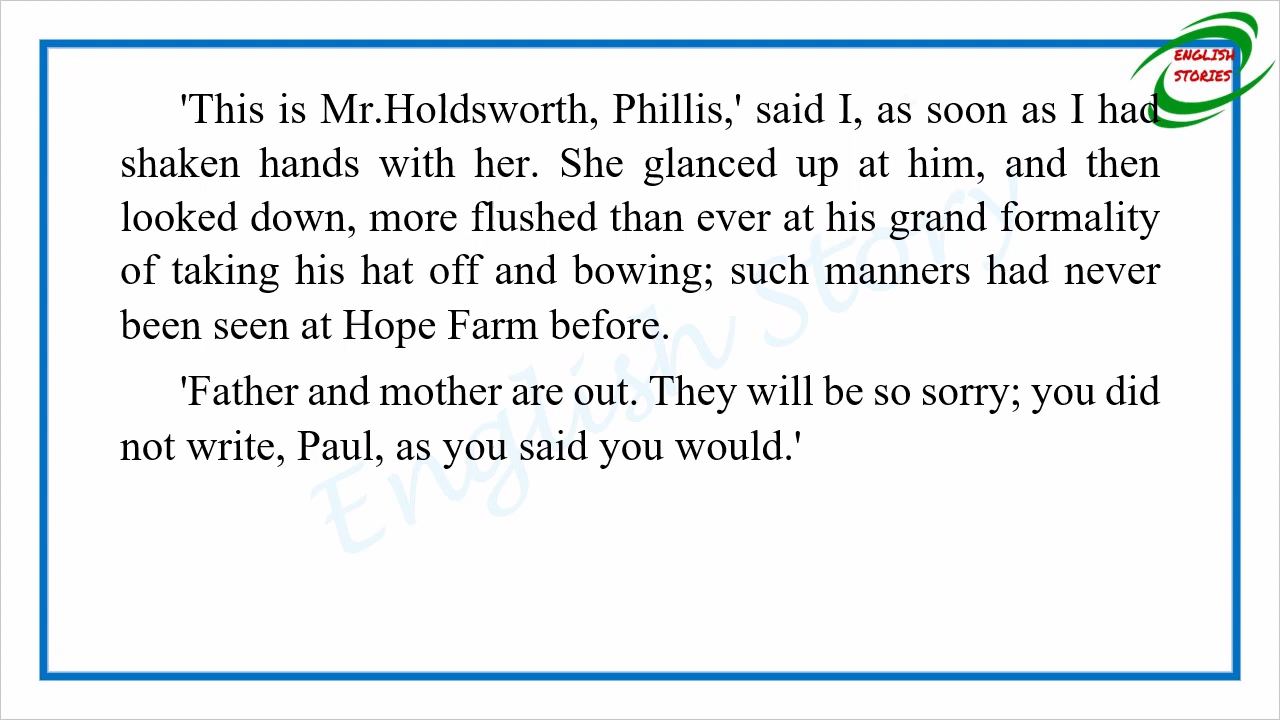 ENGLISH
STORIES
'This is Mr.Holdsworth, Phillis,' said I, as soon as I had
shaken hands with her. She glanced up at him, and then
looked down, more flushed than ever at his grand formality
of taking his hat off and bowing; such manners had never
been seen at Hope Farm before.
'Father and mother are out. They will be so sorry; you did
not write, Paul, as you said you would.'
English Story